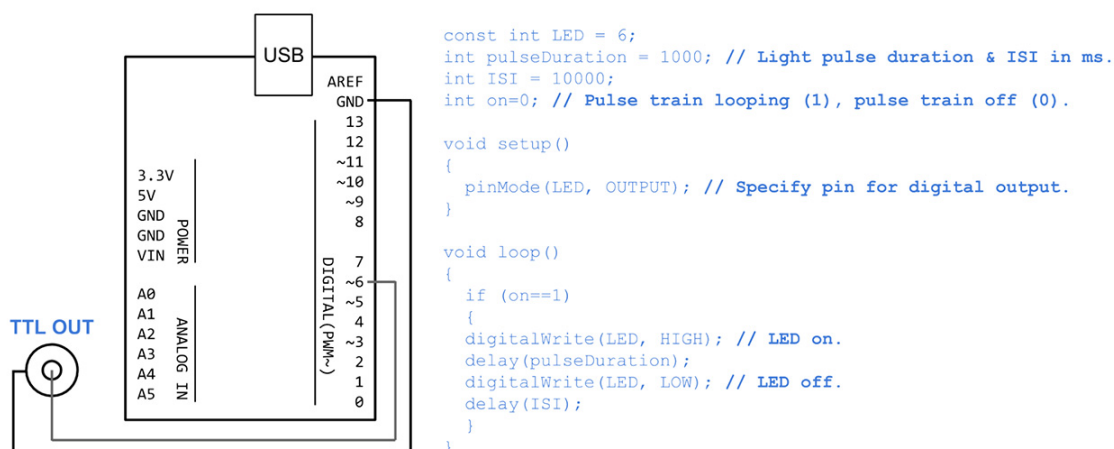 USB
AREF
GND
13
12
~11
~10
~9
8
7
~6
~5
4
~3
2
1
0
DIGITAL(PWM~)
3.3V
5V
GND
GND
VIN
POWER
A0
A1
A2
A3
A4
A5
ANALOG IN
TTL OUT
const int LED = 6;
int pulseDuration = 1000; // Light pulse duration & ISI in ms.
int ISI = 10000;
int on=0; // Pulse train looping (1), pulse train off (0).
void setup()
{
pinMode(LED, OUTPUT); // Specify pin for digital output.
}
void loop()
{
if (on==1)
{
digitalWrite(LED, HIGH); // LED on.
delay(pulseDuration);
digitalWrite(LED, LOW); // LED off.
delay(ISI);
}
}